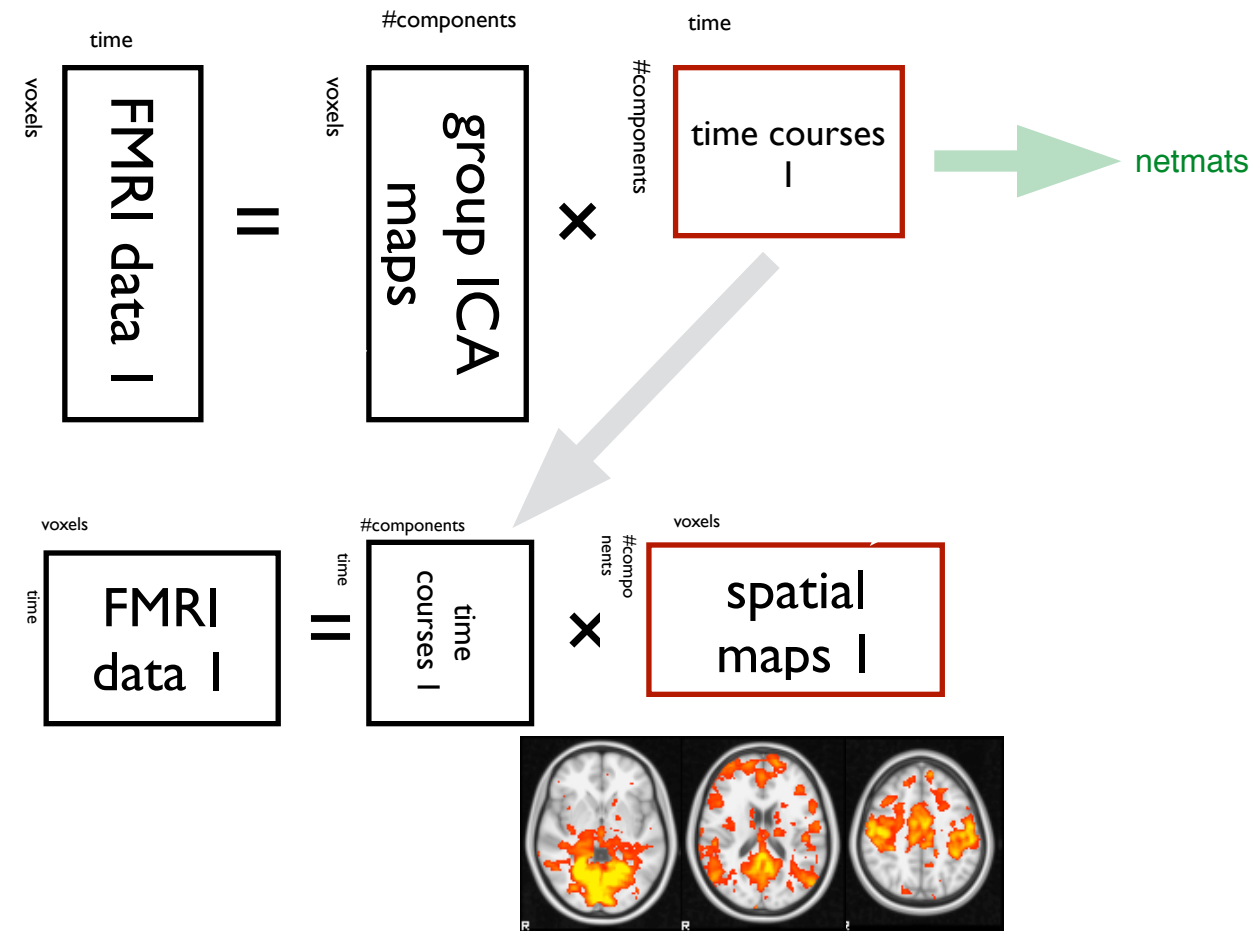 #components
time
time
voxels
FMRI data 1
=
voxels
group ICA
maps
×
#components
time courses
1
netmats
voxels
time
FMRI
data 1
=
#components
time
time
courses 1
×
#compo
nents
voxels
spatial
maps 1
R
R